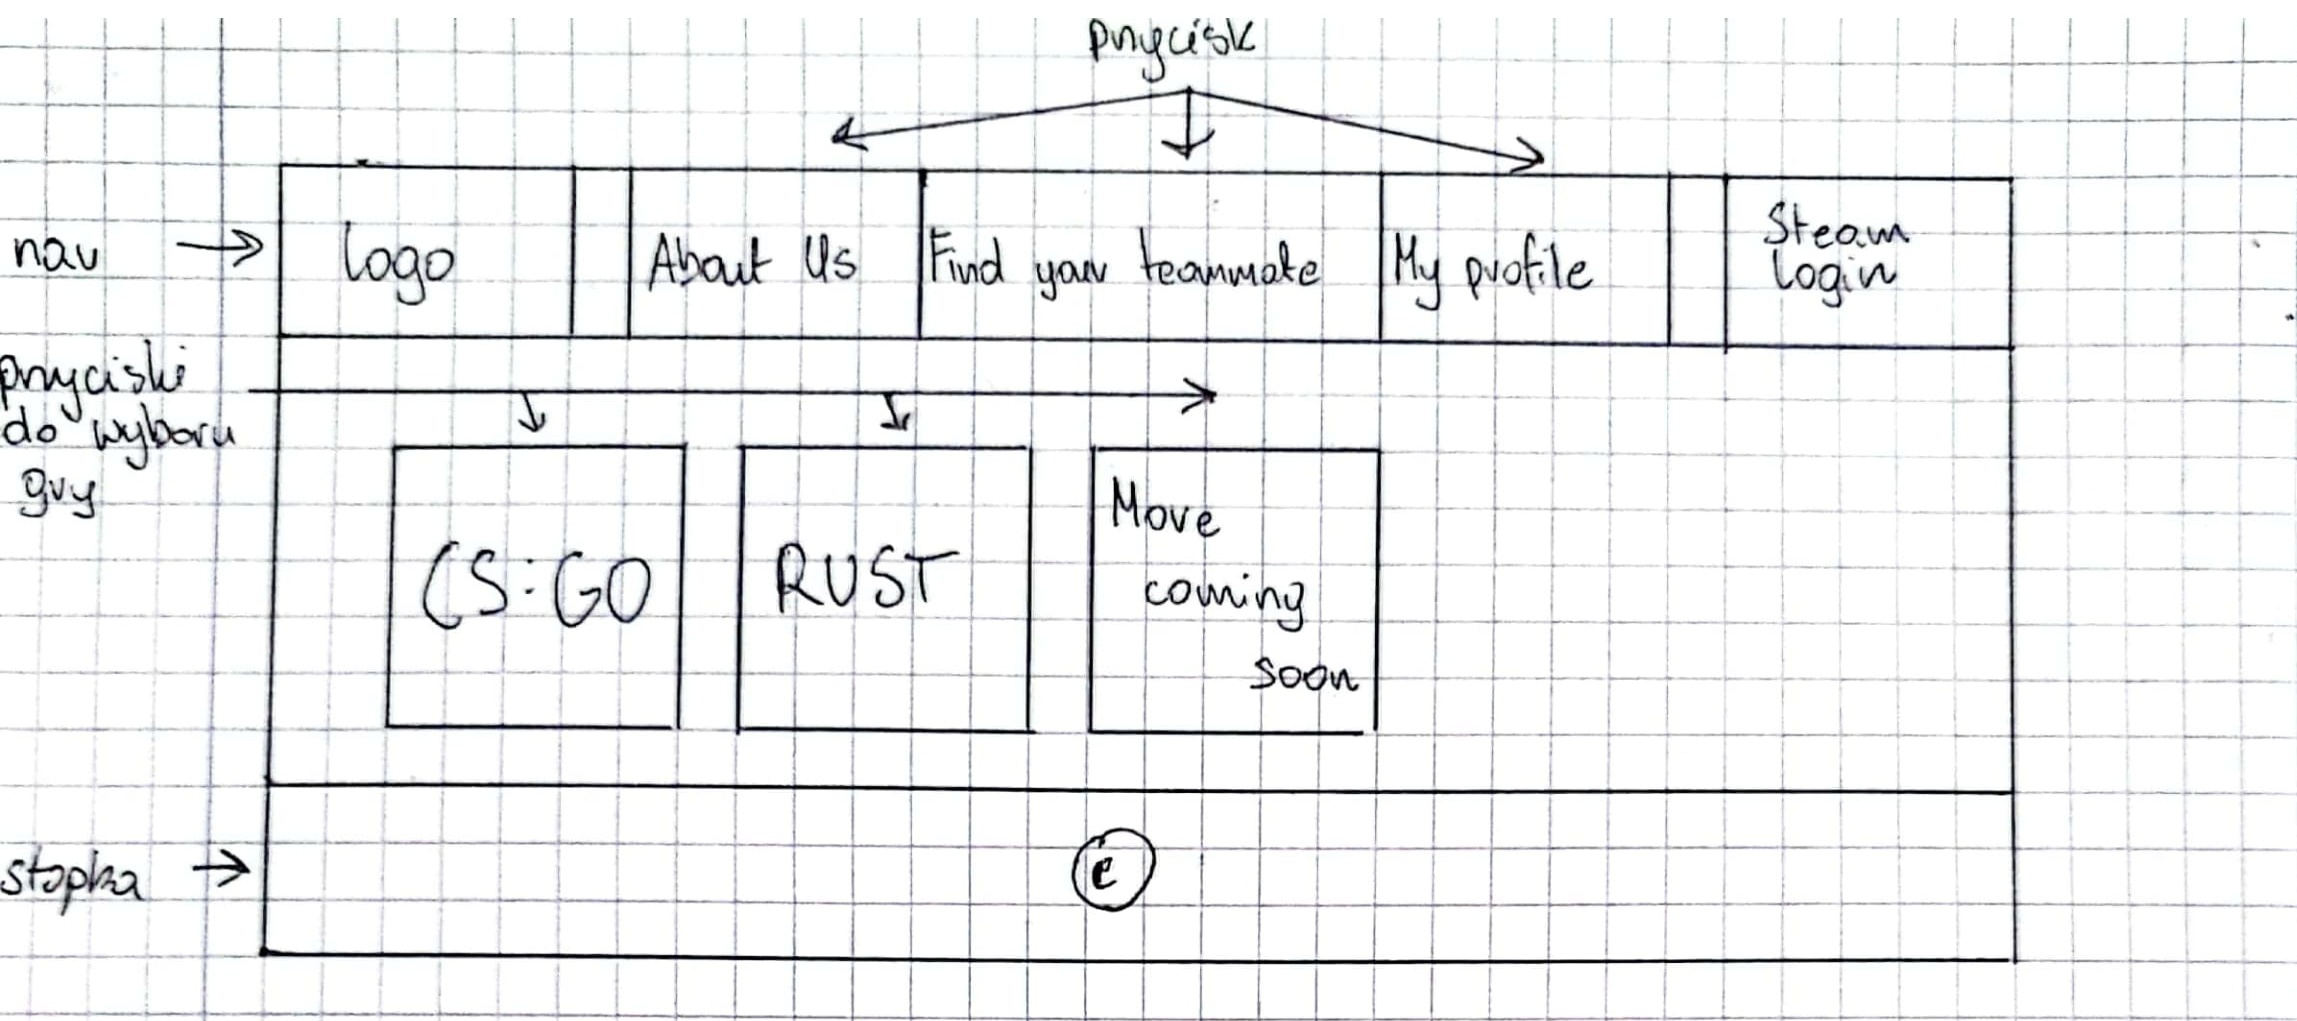 przycisk
nav
logo
About Us
Find your teammate
My profile
Steam
login
przyciski
do wyboru
gry
CS:GO
RUST
More
coming
soon
stopka
©